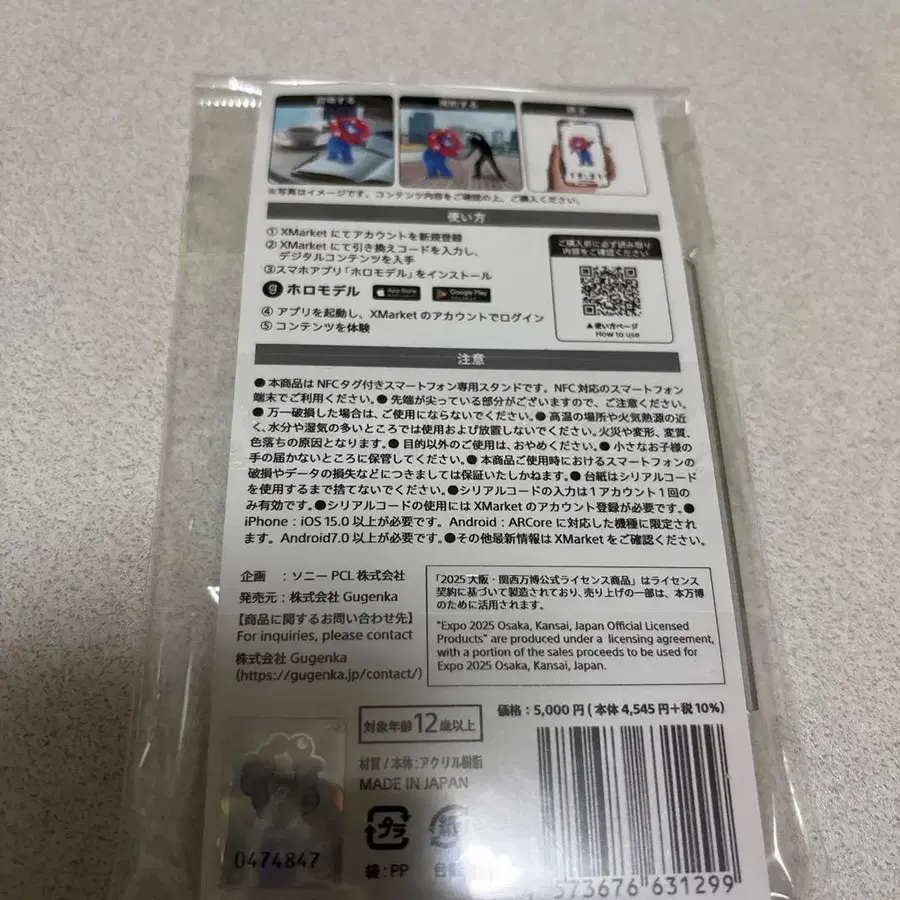 ※写真はイメージです。コンテンツ内容をご確認の上、ご購入ください。
使い方
① XMarket にてアカウントを新規登録
② XMarket にて引き換えコードを入力し、
デジタルコンテンツを入手
③スマホアプリ「ホロモデル」をインストール
ホロモデル
App Store
Google Play
④ アプリを起動し、XMarket のアカウントでログイン
⑤ コンテンツを体験
ご購入前に必ず読み取り
内容をご確認ください
▲使い方ページ
How to use
注意
● 本商品は NFCタグ付きスマートフォン専用スタンドです。NFC 対応のスマートフォン
端末でご利用ください。● 先端が尖っている部分がございますので、ご注意ください。
● 万一破損した場合は、ご使用にならないでください。● 高温の場所や火気熱源の近
く、水分や湿気の多いところでは使用および放置しないでください。火災や変形、変質、
色落ちの原因となります。● 目的以外のご使用は、おやめください。● 小さなお子様の
手の届かないところに保管してください。● 本商品ご使用時におけるスマートフォンの
破損やデータの損失などにつきましては保証いたしかねます。● 台紙はシリアルコード
を使用するまで捨てないでください。●シリアルコードの入力は1アカウント1回の
み有効です。●シリアルコードの使用には XMarket のアカウント登録が必要です。●
iPhone：iOS 15.0 以上が必要です。Android：ARCore に対応した機種に限定されま
す。Android7.0 以上が必要です。●その他最新情報は XMarket をご確認ください。
企画　：ソニー PCL 株式会社
発売元：株式会社 Gugenka
【商品に関するお問い合わせ先】
For inquiries, please contact
株式会社 Gugenka
(https://gugenka.jp/contact/)
「2025 大阪・関西万博公式ライセンス商品」はライセンス
契約に基づいて製造されており、売り上げの一部は、本万博
のために活用されます。
"Expo 2025 Osaka, Kansai, Japan Official Licensed
Products" are produced under a licensing agreement,
with a portion of the sales proceeds to be used for
Expo 2025 Osaka, Kansai, Japan.
価格：5,000 円 ( 本体 4,545 円＋税 10%)
対象年齢 12 歳以上
材質 / 本体：アクリル樹脂
MADE IN JAPAN
プラ
袋：PP
0474847
573676 631299